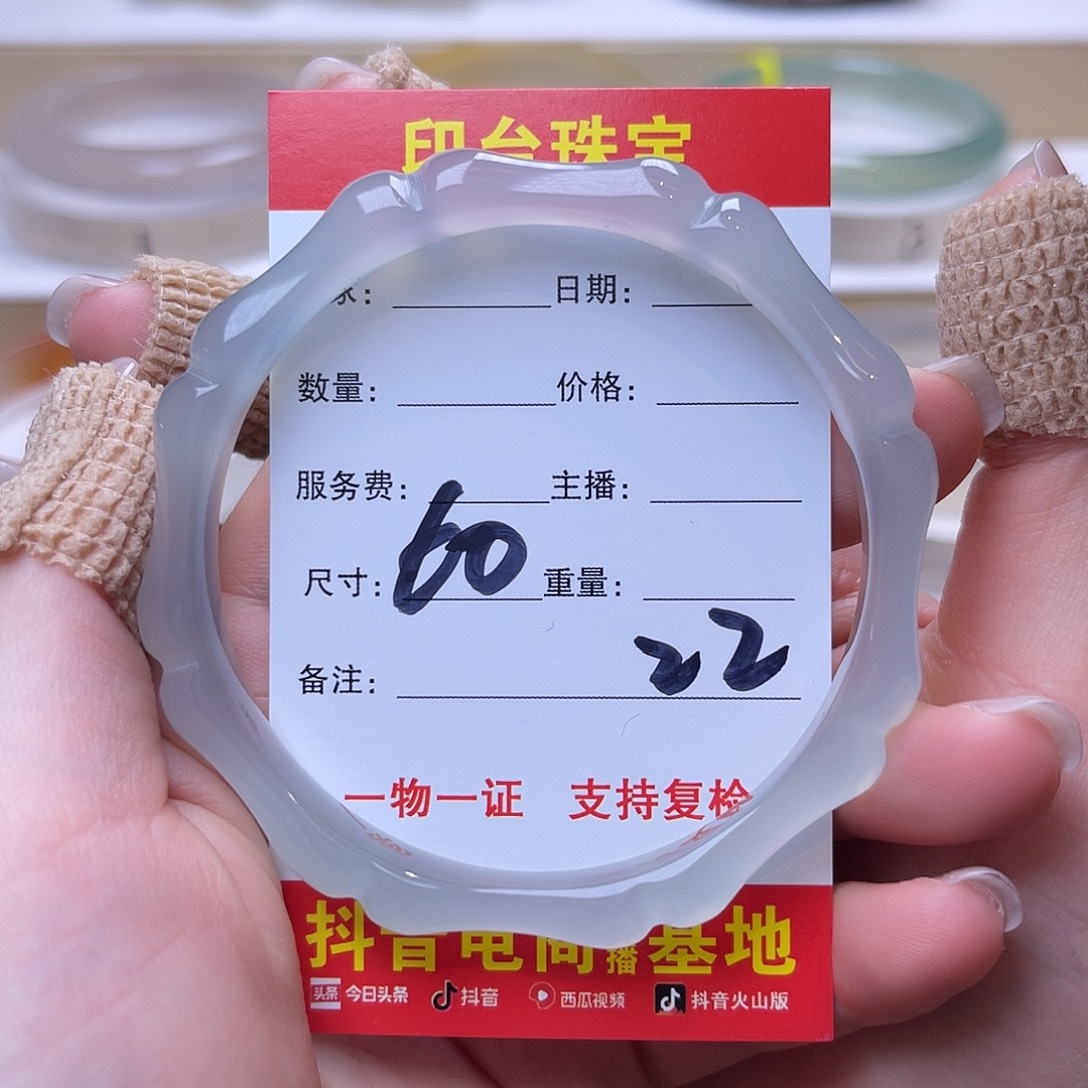 印台珠宝
家：
日期：
数量：
价格：
服务费：
主播：
尺寸：60
重量：
备注：22
一物一证 支持复检
抖音电商播基地
头条 今日头条 抖音 西瓜视频 抖音火山版